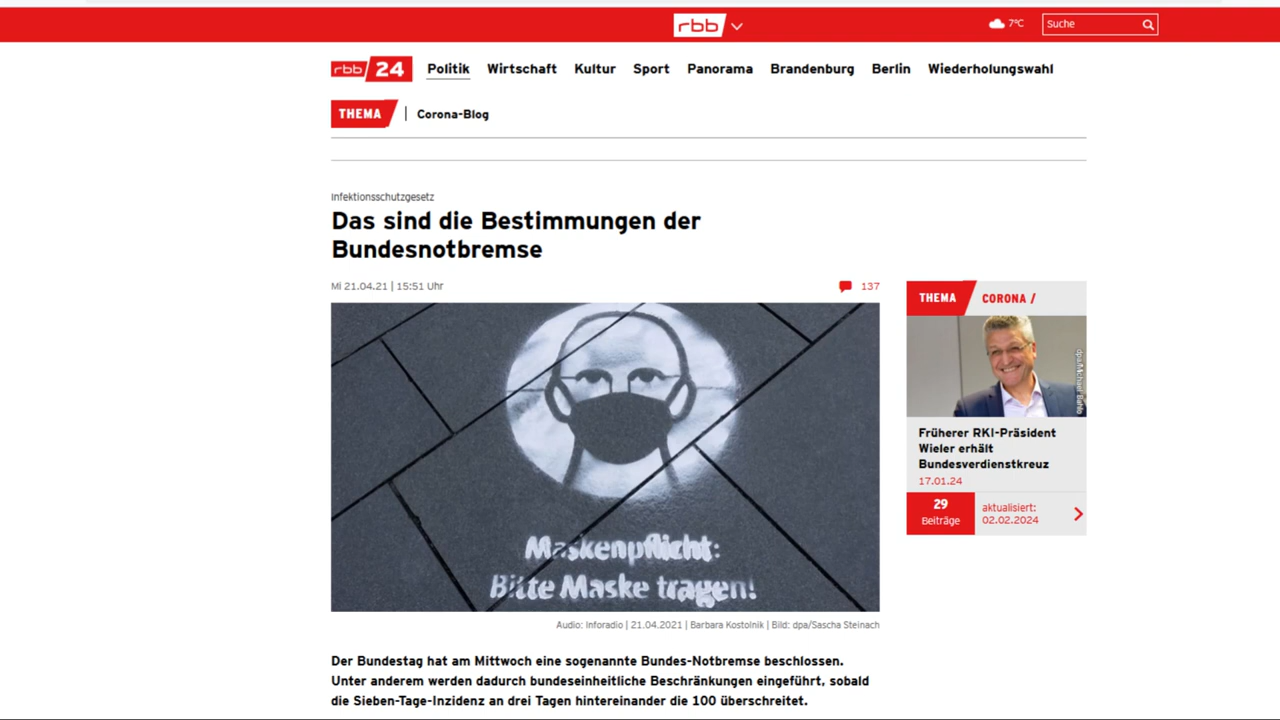 rbb
7°C
Suche
rbb 24
Politik
Wirtschaft
Kultur
Sport
Panorama
Brandenburg
Berlin
Wiederholungswahl
THEMA
Corona-Blog
Infektionsschutzgesetz
Das sind die Bestimmungen der
Bundesnotbremse
Mi 21.04.21 | 15:51 Uhr
137
Maskenpflicht:
Bitte Maske tragen!
Audio: Inforadio | 21.04.2021 | Barbara Kostolnik | Bild: dpa/Sascha Steinach
Der Bundestag hat am Mittwoch eine sogenannte Bundes-Notbremse beschlossen.
Unter anderem werden dadurch bundeseinheitliche Beschränkungen eingeführt, sobald
die Sieben-Tage-Inzidenz an drei Tagen hintereinander die 100 überschreitet.
THEMA
CORONA /
dpa/Michael
Früherer RKI-Präsident
Wieler erhält
Bundesverdienstkreuz
17.01.24
29
Beiträge
aktualisiert:
02.02.2024